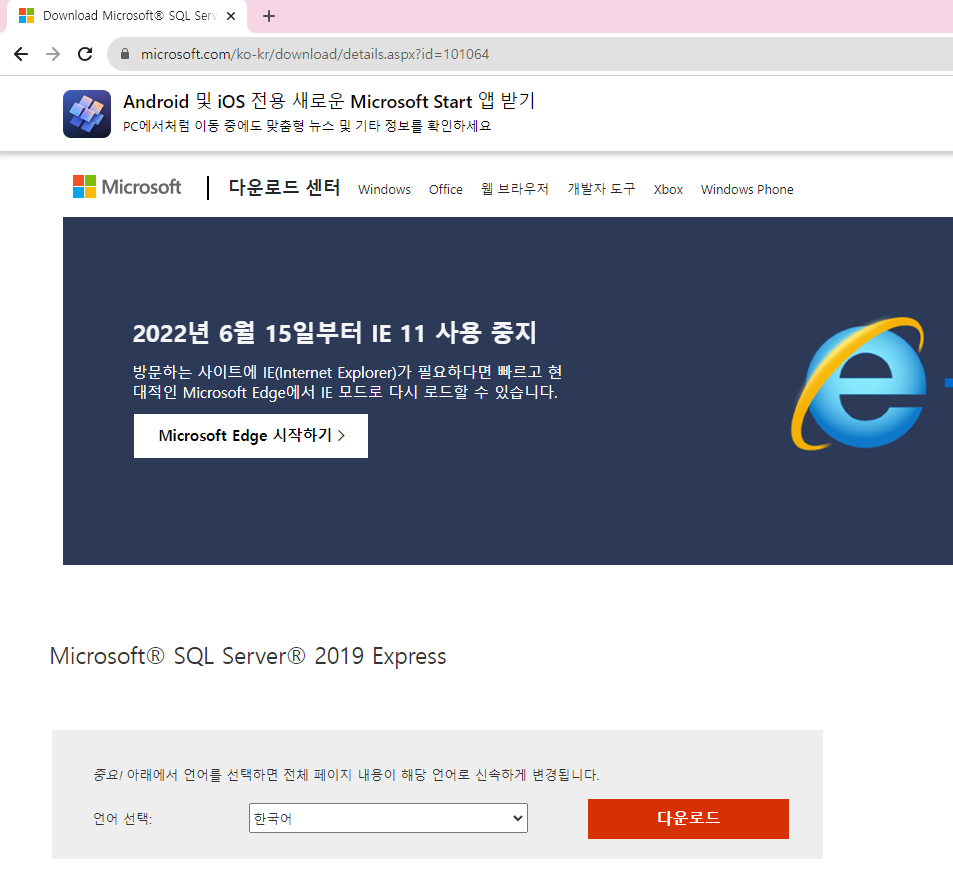 Download Microsoft® SQL Serv
microsoft.com/ko-kr/download/details.aspx?id=101064
Android 및 iOS 전용 새로운 Microsoft Start 앱 받기
PC에서처럼 이동 중에도 맞춤형 뉴스 및 기타 정보를 확인하세요
Microsoft 다운로드 센터 Windows Office 웹 브라우저 개발자 도구 Xbox Windows Phone
2022년 6월 15일부터 IE 11 사용 중지
방문하는 사이트에 IE(Internet Explorer)가 필요하다면 빠르고 현
대적인 Microsoft Edge에서 IE 모드로 다시 로드할 수 있습니다.
Microsoft Edge 시작하기 >
Microsoft® SQL Server® 2019 Express
중요! 아래에서 언어를 선택하면 전체 페이지 내용이 해당 언어로 신속하게 변경됩니다.
언어 선택: 한국어 다운로드